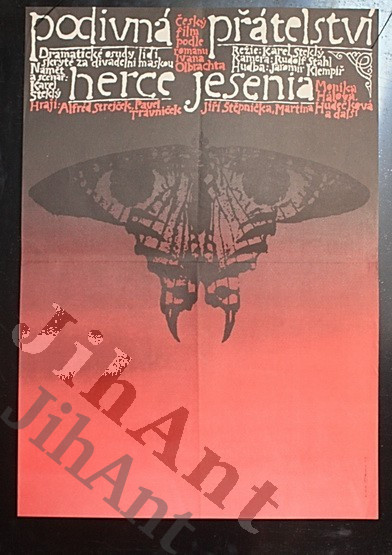 podivná přátelství
český
film
podle
romanu
Ivana
Olbrachta
Dramatické osudy lidí
skryté za divadelní maskou
Námět
a scénář:
Karel
Steklý
Režie: Karel Steklý
Kamera: Rudolf Stahl
Hudba: Jaromír Klempíř
herce jesenia
Hrají: Alfred Strejček, Pavel
Trávníček
Jiří Štěpnička, Martina
Hudečková
a další
Monika
Hálová
JihAnt
JihAnt